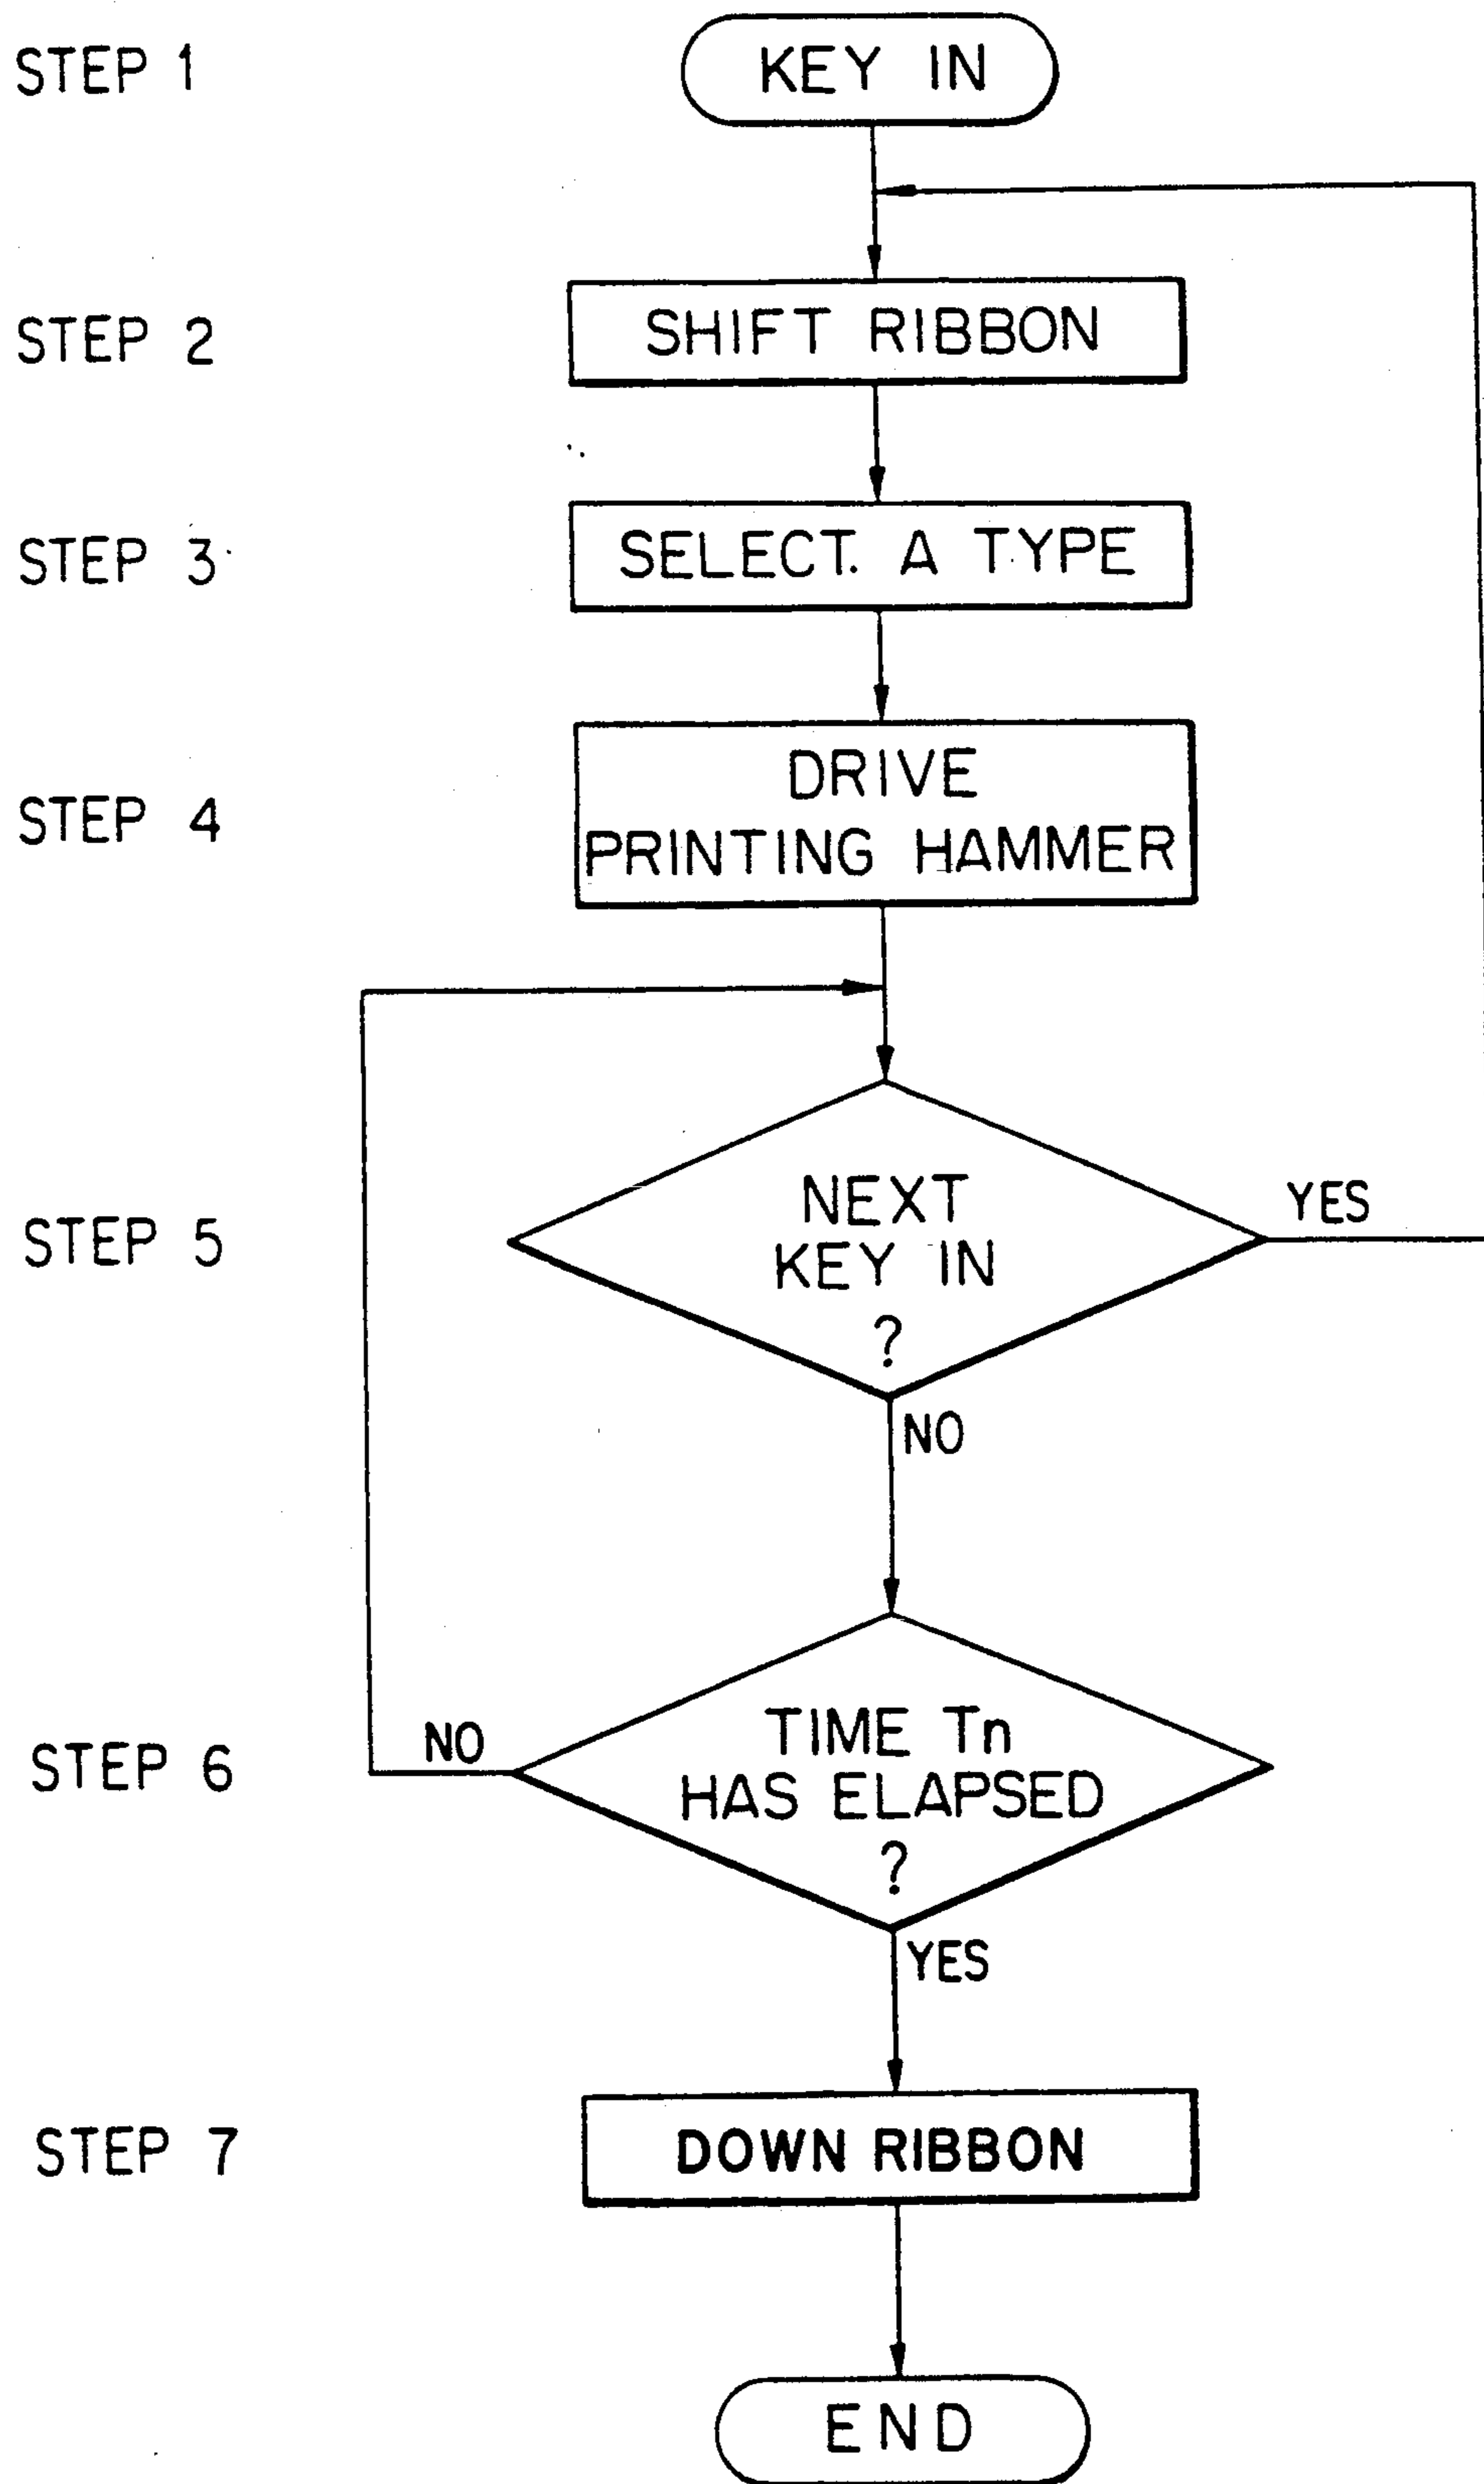 STEP 1
KEY IN
STEP 2
SHIFT RIBBON
STEP 3
SELECT. A TYPE
STEP 4
DRIVE
PRINTING HAMMER
STEP 5
NEXT
KEY IN
?
YES
NO
STEP 6
NO
TIME Tn
HAS ELAPSED
?
YES
STEP 7
DOWN RIBBON
END